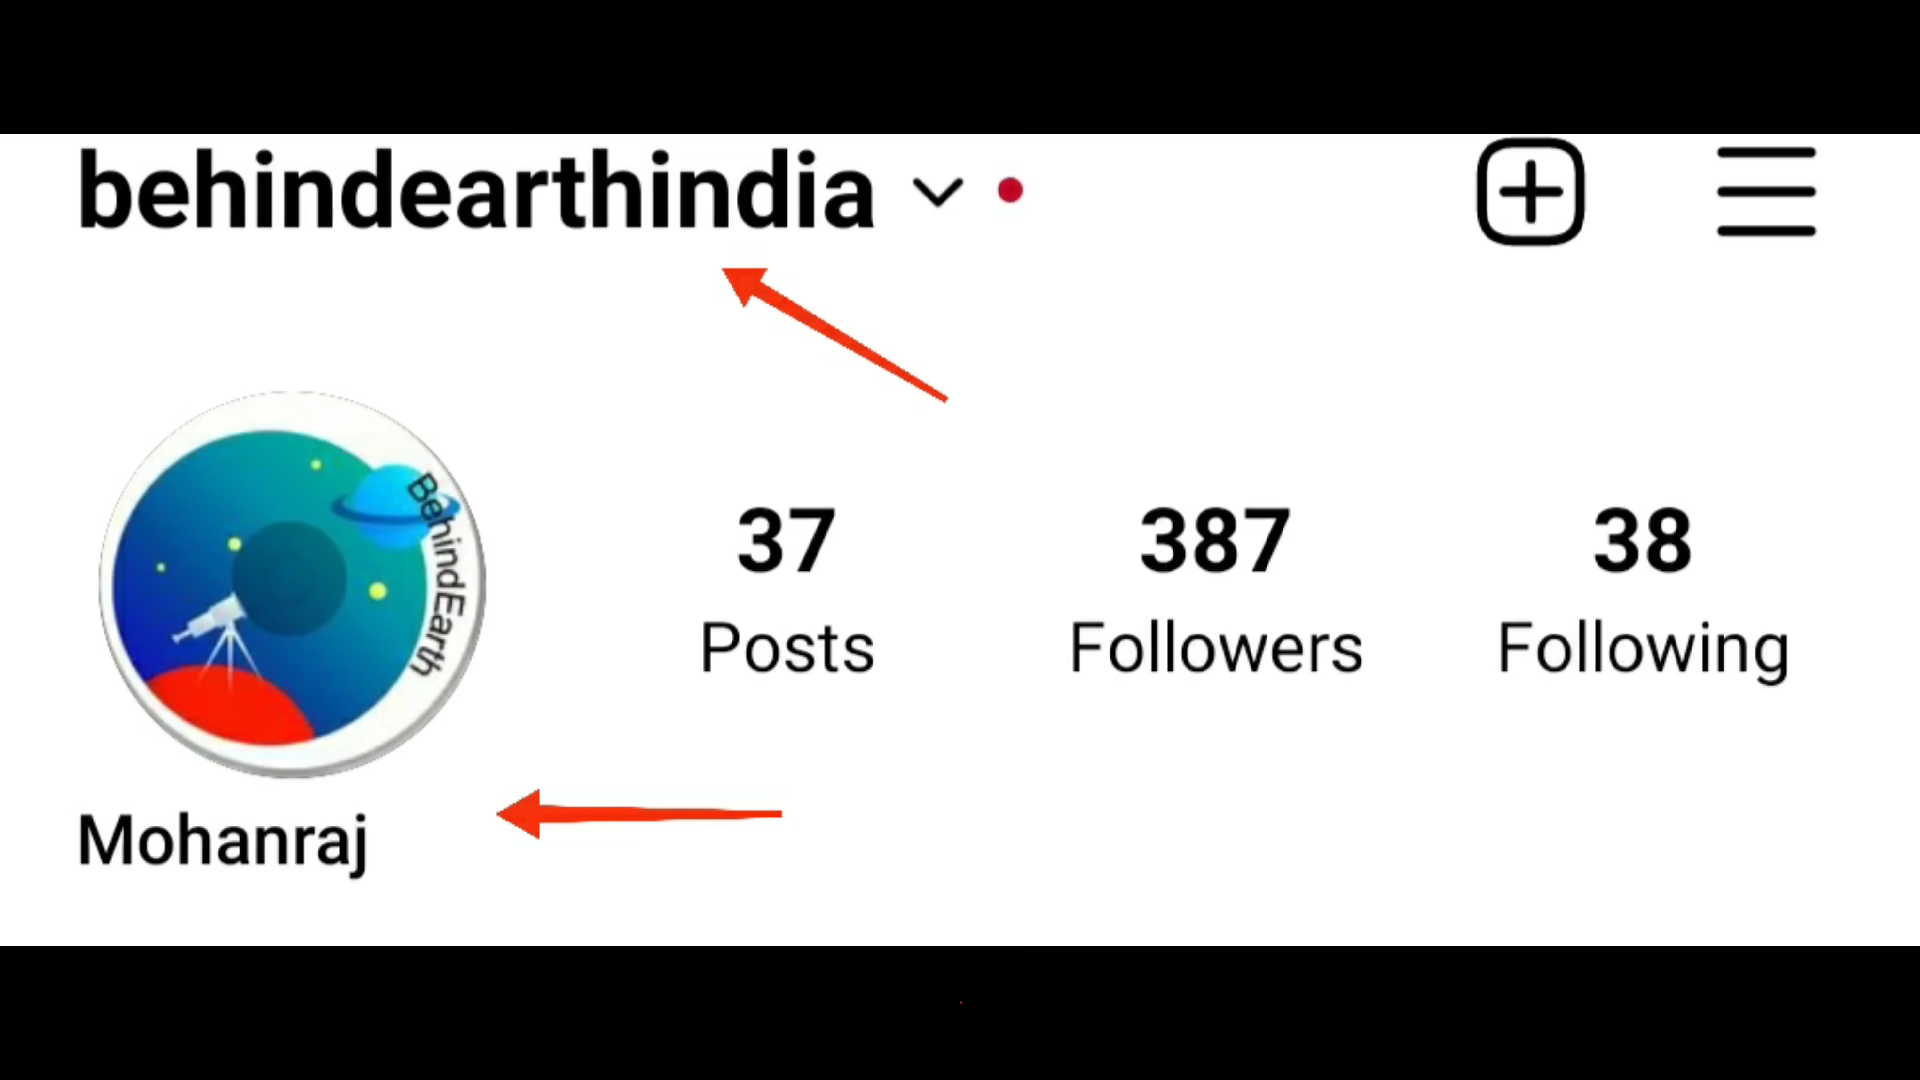 behindearthindia
BehindEarth
37 387 38
Posts Followers Following
Mohanraj